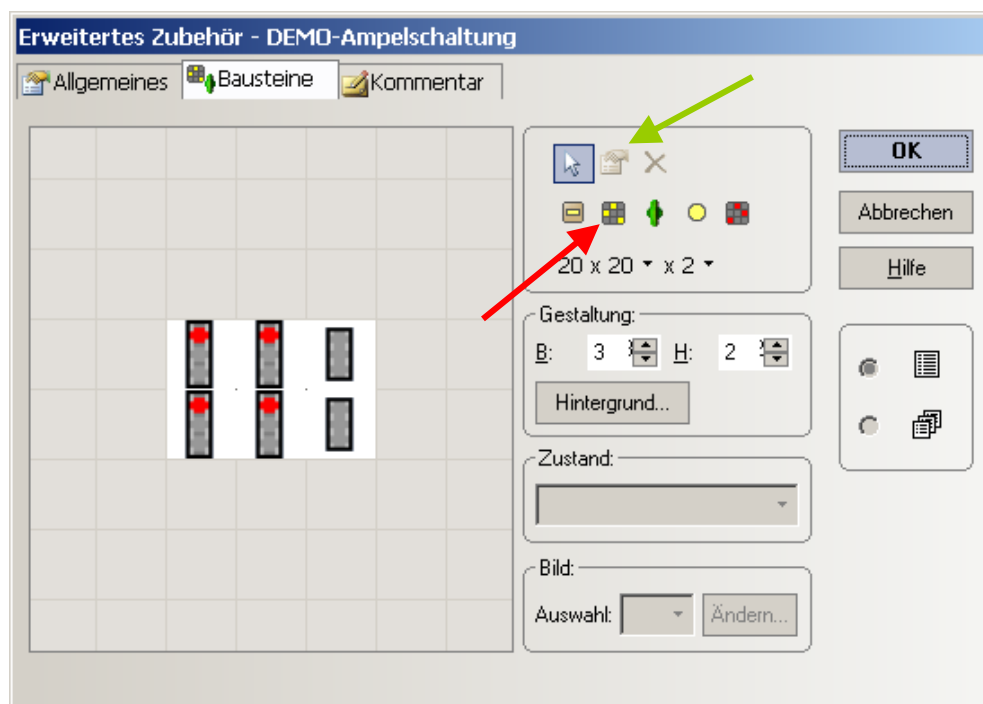 Erweitertes Zubehör - DEMO-Ampelschaltung
Allgemeines
Bausteine
Kommentar
OK
Abbrechen
20 x 20 x 2
Hilfe
Gestaltung:
B: 3 H: 2
Hintergrund...
Zustand:
Bild:
Auswahl: Ändern...